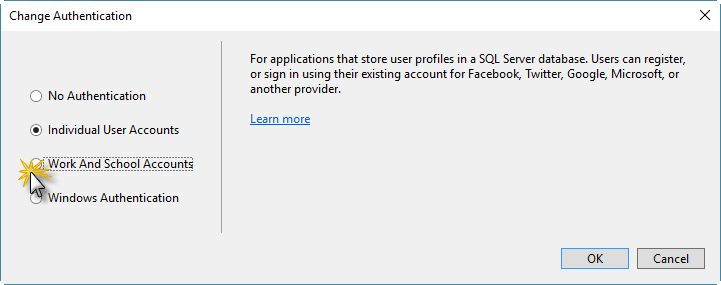 Change Authentication
No Authentication
Individual User Accounts
Work And School Accounts
Windows Authentication
For applications that store user profiles in a SQL Server database. Users can register,
or sign in using their existing account for Facebook, Twitter, Google, Microsoft, or
another provider.
Learn more
OK
Cancel